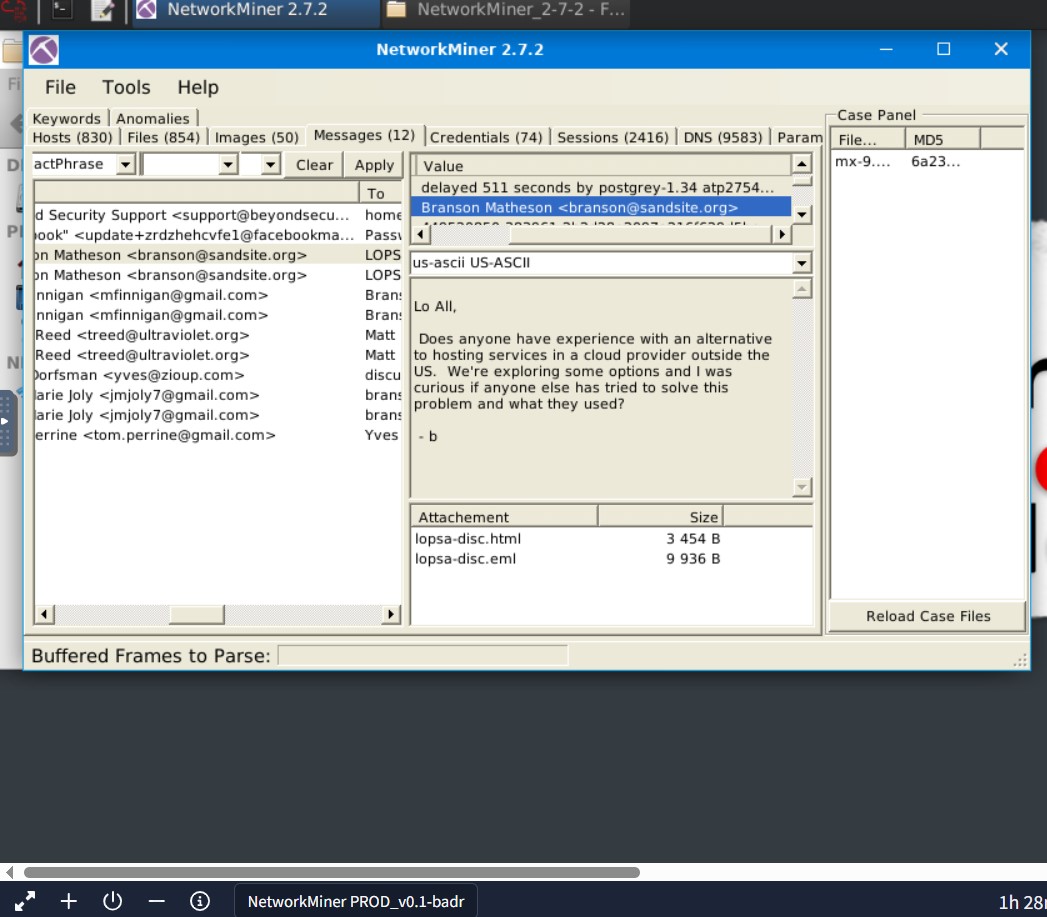 NetworkMiner 2.7.2
NetworkMiner_2-7-2 - F...
NetworkMiner 2.7.2
File Tools Help
Keywords Anomalies
Hosts (830) Files (854) Images (50) Messages (12) Credentials (74) Sessions (2416) DNS (9583) Param
actPhrase Clear Apply
To
d Security Support <support@beyondsecu... home
ook" <update+zrdzhehcvfe1@facebookma... Passw
on Matheson <branson@sandsite.org> LOPS
on Matheson <branson@sandsite.org> LOPS
nnigan <mfinnigan@gmail.com> Bran
nnigan <mfinnigan@gmail.com> Bran
Reed <treed@ultraviolet.org> Matt
Reed <treed@ultraviolet.org> Matt
Dorfsman <yves@zioup.com> discu
arie Joly <jmjoly7@gmail.com> brans
arie Joly <jmjoly7@gmail.com> brans
errine <tom.perrine@gmail.com> Yves
Value
delayed 511 seconds by postgrey-1.34 atp2754...
Branson Matheson <branson@sandsite.org>
us-ascii US-ASCII
Lo All,
Does anyone have experience with an alternative
to hosting services in a cloud provider outside the
US. We're exploring some options and I was
curious if anyone else has tried to solve this
problem and what they used?
- b
Attachement Size
lopsa-disc.html 3 454 B
lopsa-disc.eml 9 936 B
Case Panel
File... MD5
mx-9.... 6a23...
Reload Case Files
Buffered Frames to Parse:
NetworkMiner PROD_v0.1-badr
1h 28